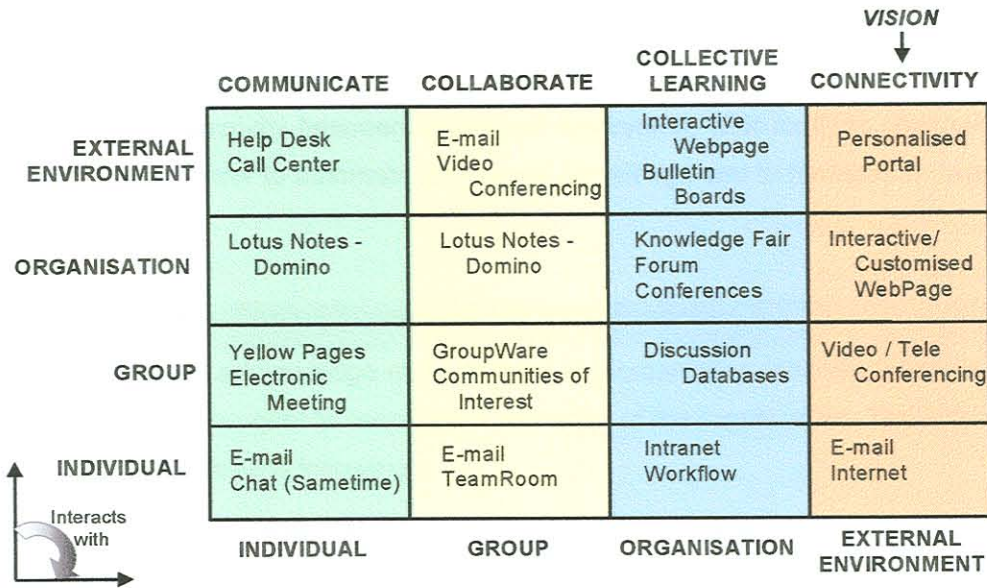 VISION
COMMUNICATE
COLLABORATE
COLLECTIVE
LEARNING
CONNECTIVITY
EXTERNAL
ENVIRONMENT
Help Desk
Call Center
E-mail
Video
Conferencing
Interactive
Webpage
Bulletin
Boards
Personalised
Portal
ORGANISATION
Lotus Notes -
Domino
Lotus Notes -
Domino
Knowledge Fair
Forum
Conferences
Interactive/
Customised
WebPage
GROUP
Yellow Pages
Electronic
Meeting
GroupWare
Communities of
Interest
Discussion
Databases
Video / Tele
Conferencing
INDIVIDUAL
E-mail
Chat (Sametime)
E-mail
TeamRoom
Intranet
Workflow
E-mail
Internet
Interacts
with
INDIVIDUAL
GROUP
ORGANISATION
EXTERNAL
ENVIRONMENT